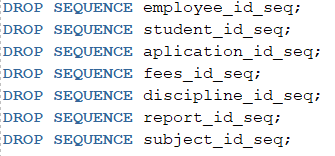 DROP SEQUENCE employee_id_seq;
DROP SEQUENCE student_id_seq;
DROP SEQUENCE aplication_id_seq;
DROP SEQUENCE fees_id_seq;
DROP SEQUENCE discipline_id_seq;
DROP SEQUENCE report_id_seq;
DROP SEQUENCE subject_id_seq;